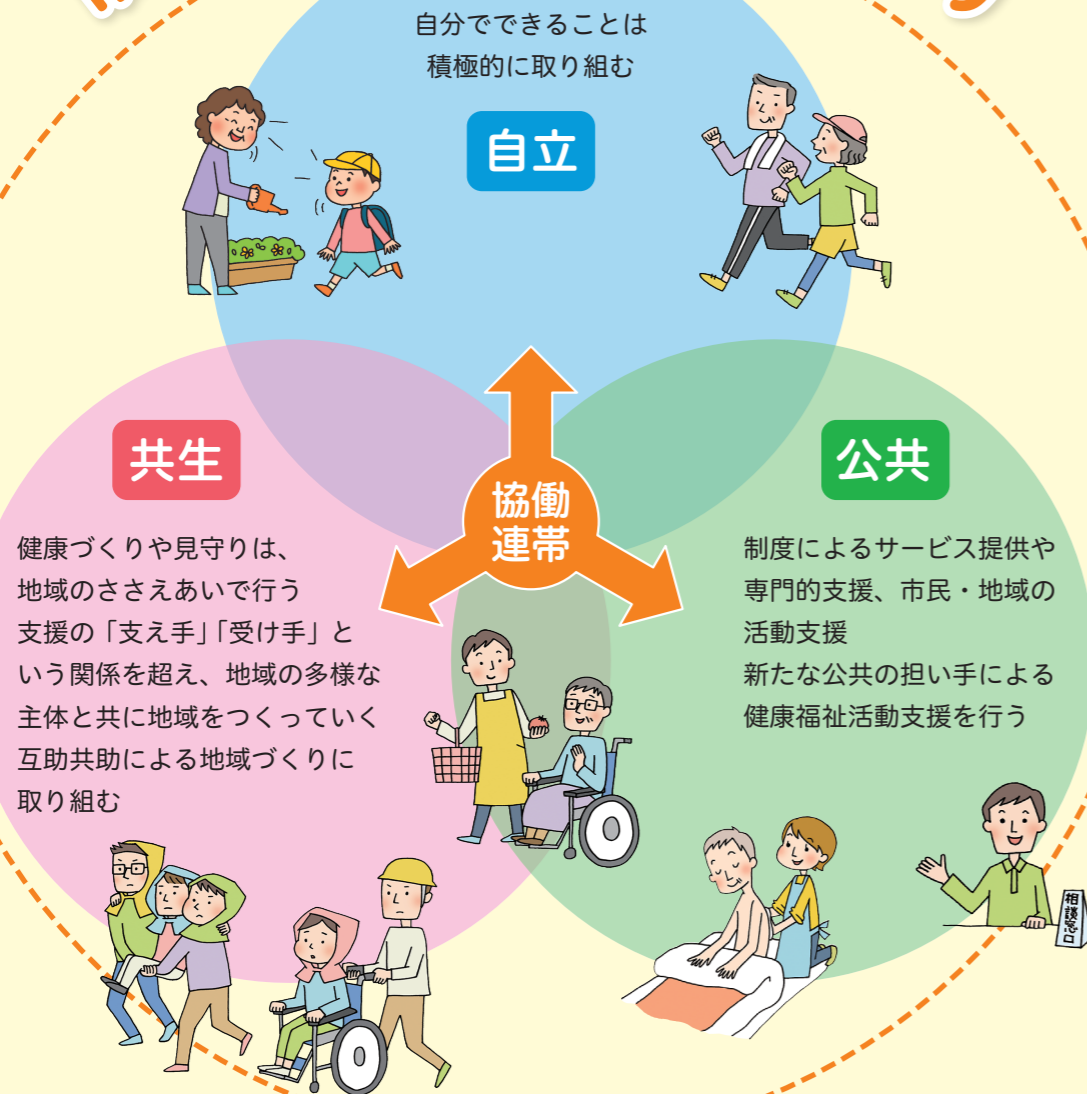 自分でできることは
積極的に取り組む
自立
共生
健康づくりや見守りは、
地域のささえあいで行う
支援の「支え手」「受け手」と
いう関係を超え、地域の多様な
主体と共に地域をつくっていく
互助共助による地域づくりに
取り組む
協働
連帯
公共
制度によるサービス提供や
専門的支援、市民・地域の
活動支援
新たな公共の担い手による
健康福祉活動支援を行う
相談窓口